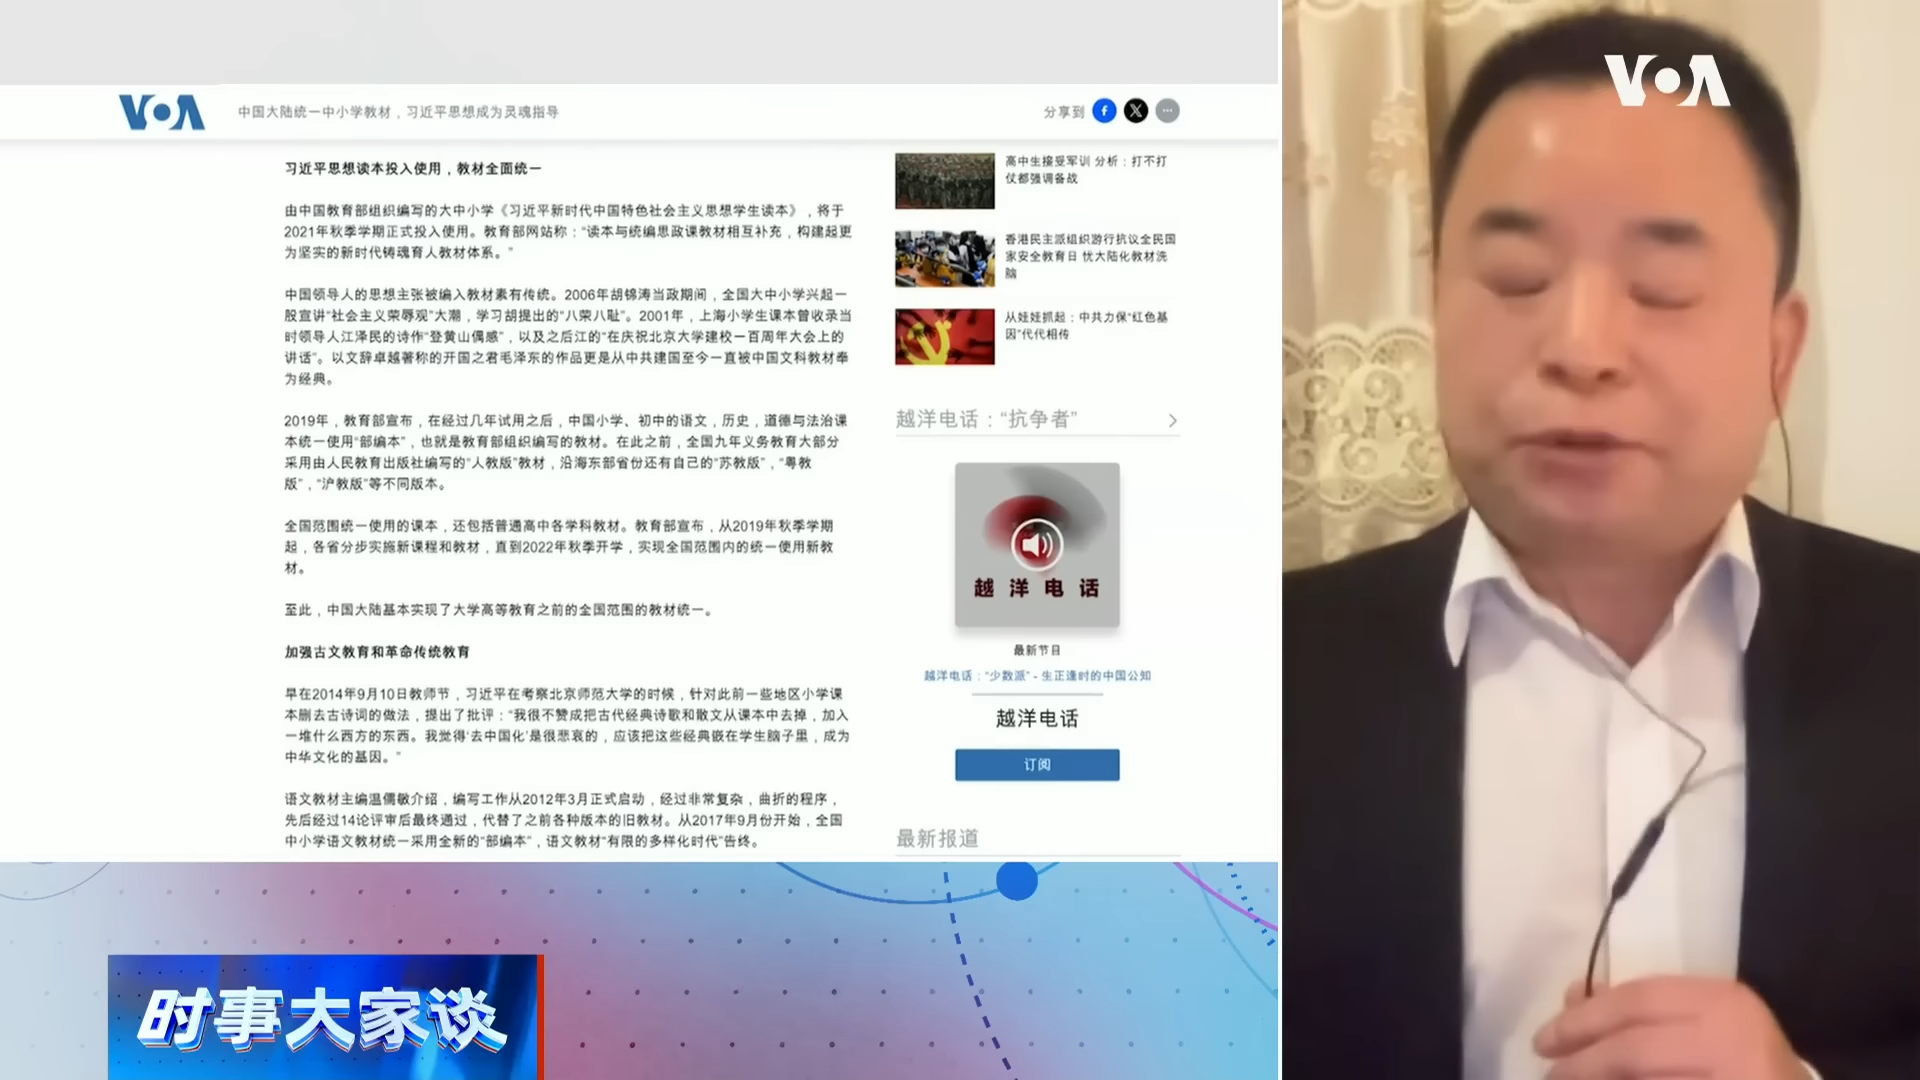 VOA
中国大陆统一中小学教材，习近平思想成为灵魂指导
分享到
习近平思想读本投入使用，教材全面统一
由中国教育部组织编写的大中小学《习近平新时代中国特色社会主义思想学生读本》，将于
2021年秋季学期正式投入使用。教育部网站称：“读本与统编思政课教材相互补充，构建起更
为坚实的新时代铸魂育人教材体系。”
中国领导人的思想主张被编入教材素有传统。2006年胡锦涛当政期间，全国大中小学兴起一
股宣讲“社会主义荣辱观”大潮，学习胡提出的“八荣八耻”。2001年，上海小学生课本曾收录当
时领导人江泽民的诗作“登黄山偶感”，以及之后江的“在庆祝北京大学建校一百周年大会上的
讲话”。以文辞卓越著称的开国之君毛泽东的作品更是从中共建国至今一直被中国文科教材奉
为经典。
2019年，教育部宣布，在经过几年试用之后，中国小学、初中的语文，历史，道德与法治课
本统一使用“部编本”，也就是教育部组织编写的教材。在此之前，全国九年义务教育大部分
采用由人民教育出版社编写的“人教版”教材，沿海东部省份还有自己的“苏教版”，“粤教
版”，“沪教版”等不同版本。
全国范围统一使用的课本，还包括普通高中各学科教材。教育部宣布，从2019年秋季学期
起，各省分步实施新课程和教材，直到2022年秋季开学，实现全国范围内的统一使用新教
材。
至此，中国大陆基本实现了大学高等教育之前的全国范围的教材统一。
加强古文教育和革命传统教育
早在2014年9月10日教师节，习近平在考察北京师范大学的时候，针对此前一些地区小学课
本删去古诗词的做法，提出了批评：“我很不赞成把古代经典诗歌和散文从课本中去掉，加入
一堆什么西方的东西。我觉得‘去中国化’是很悲哀的，应该把这些经典嵌在学生脑子里，成为
中华文化的基因。”
语文教材主编温儒敏介绍，编写工作从2012年3月正式启动，经过非常复杂，曲折的程序，
先后经过14论评审后最终通过，代替了之前各种版本的旧教材。从2017年9月份开始，全国
中小学语文教材统一采用全新的“部编本”，语文教材“有限的多样化时代”告终。
高中生接受军训 分析：打不打
仗都强调备战
香港民主派组织游行抗议全民国
家安全教育日 忧大陆化教材洗
脑
从娃娃抓起：中共力保“红色基
因”代代相传
越洋电话：“抗争者”
越洋电话
最新节目
越洋电话：“少数派” - 生正逢时的中国公知
越洋电话
订阅
最新报道
时事大家谈
VOA